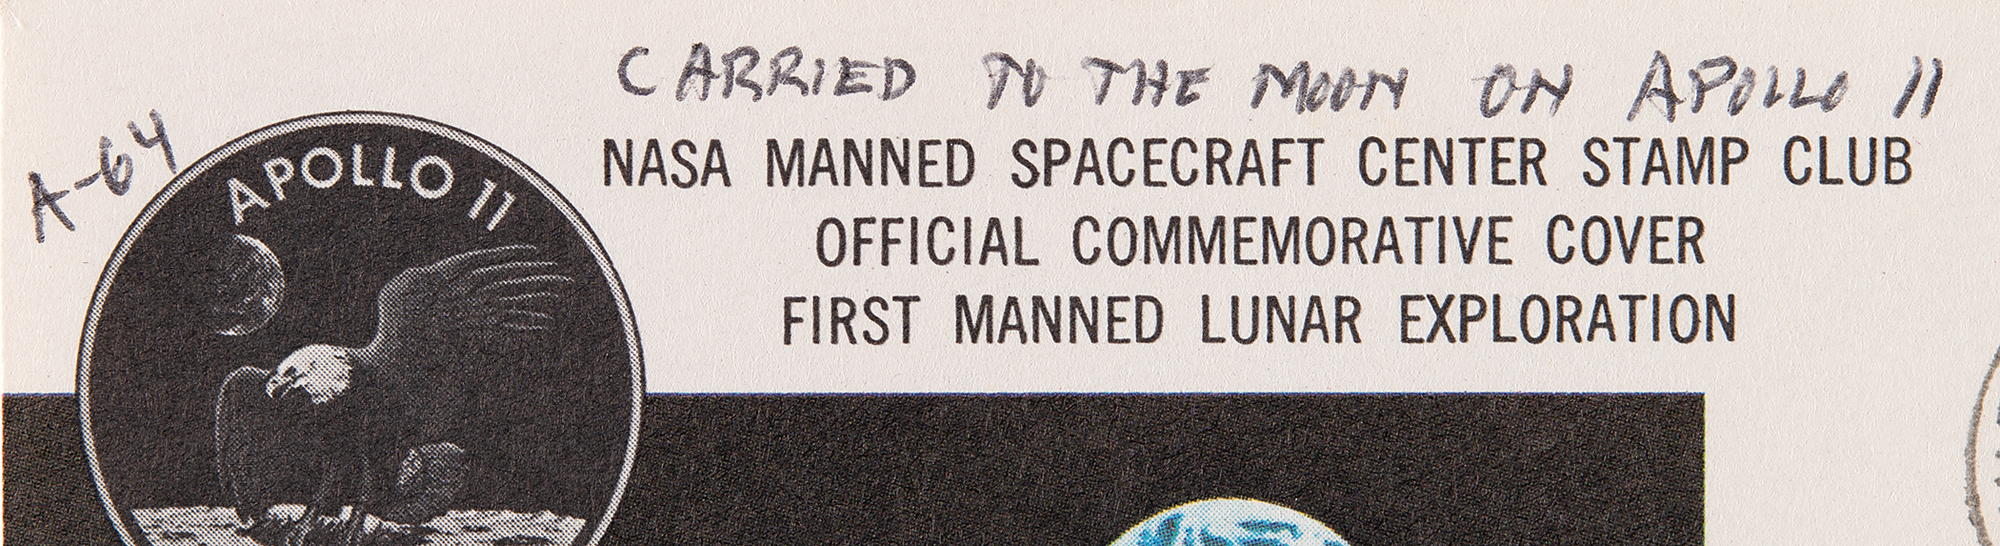 CARRIED TO THE MOON ON APOLLO 11
A-64
APOLLO 11
NASA MANNED SPACECRAFT CENTER STAMP CLUB
OFFICIAL COMMEMORATIVE COVER
FIRST MANNED LUNAR EXPLORATION